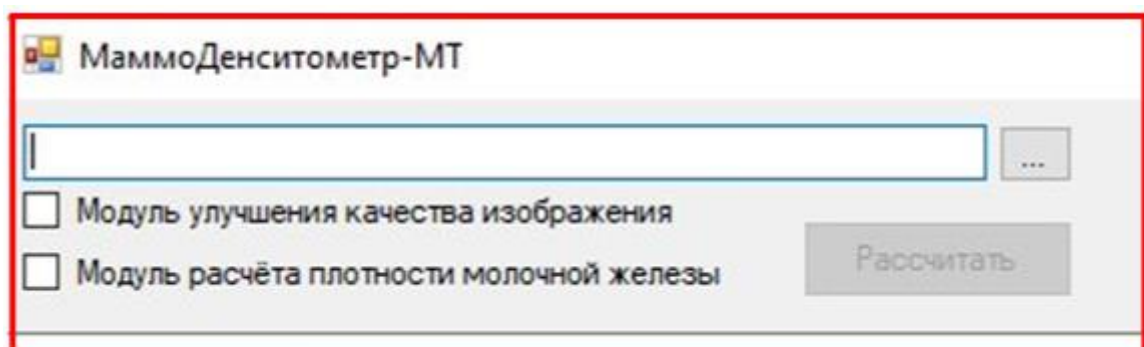 МаммоДенситометр-МТ
...
Модуль улучшения качества изображения
Модуль расчёта плотности молочной железы
Рассчитать